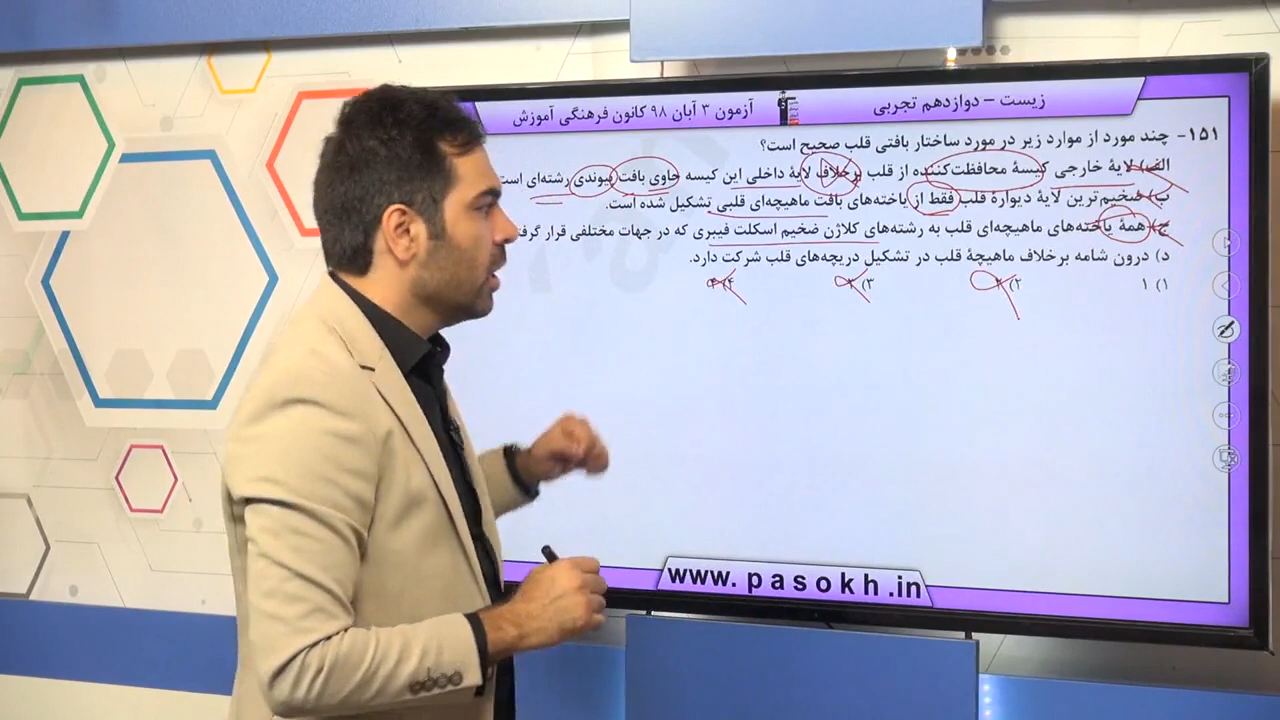 زیست – دوازدهم تجربی
آزمون ۳ آبان ۹۸ کانون فرهنگی آموزش
۱۵۱- چند مورد از موارد زیر در مورد ساختار بافتی قلب صحیح است؟
الف) لایهٔ خارجی کیسهٔ محافظت‌کننده از قلب برخلاف لایهٔ داخلی این کیسه حاوی بافت پیوندی رشته‌ای است
ب) ضخیم‌ترین لایهٔ دیوارهٔ قلب فقط از یاخته‌های بافت ماهیچه‌ای قلبی تشکیل شده است.
ج) همهٔ یاخته‌های ماهیچه‌ای قلب به رشته‌های کلاژن ضخیم اسکلت فیبری که در جهات مختلفی قرار
د) درون شامه برخلاف ماهیچهٔ قلب در تشکیل دریچه‌های قلب شرکت دارد.
۱) ۱ ۲) ۲ ۳) ۳ ۴) ۴
www. pasokh .in